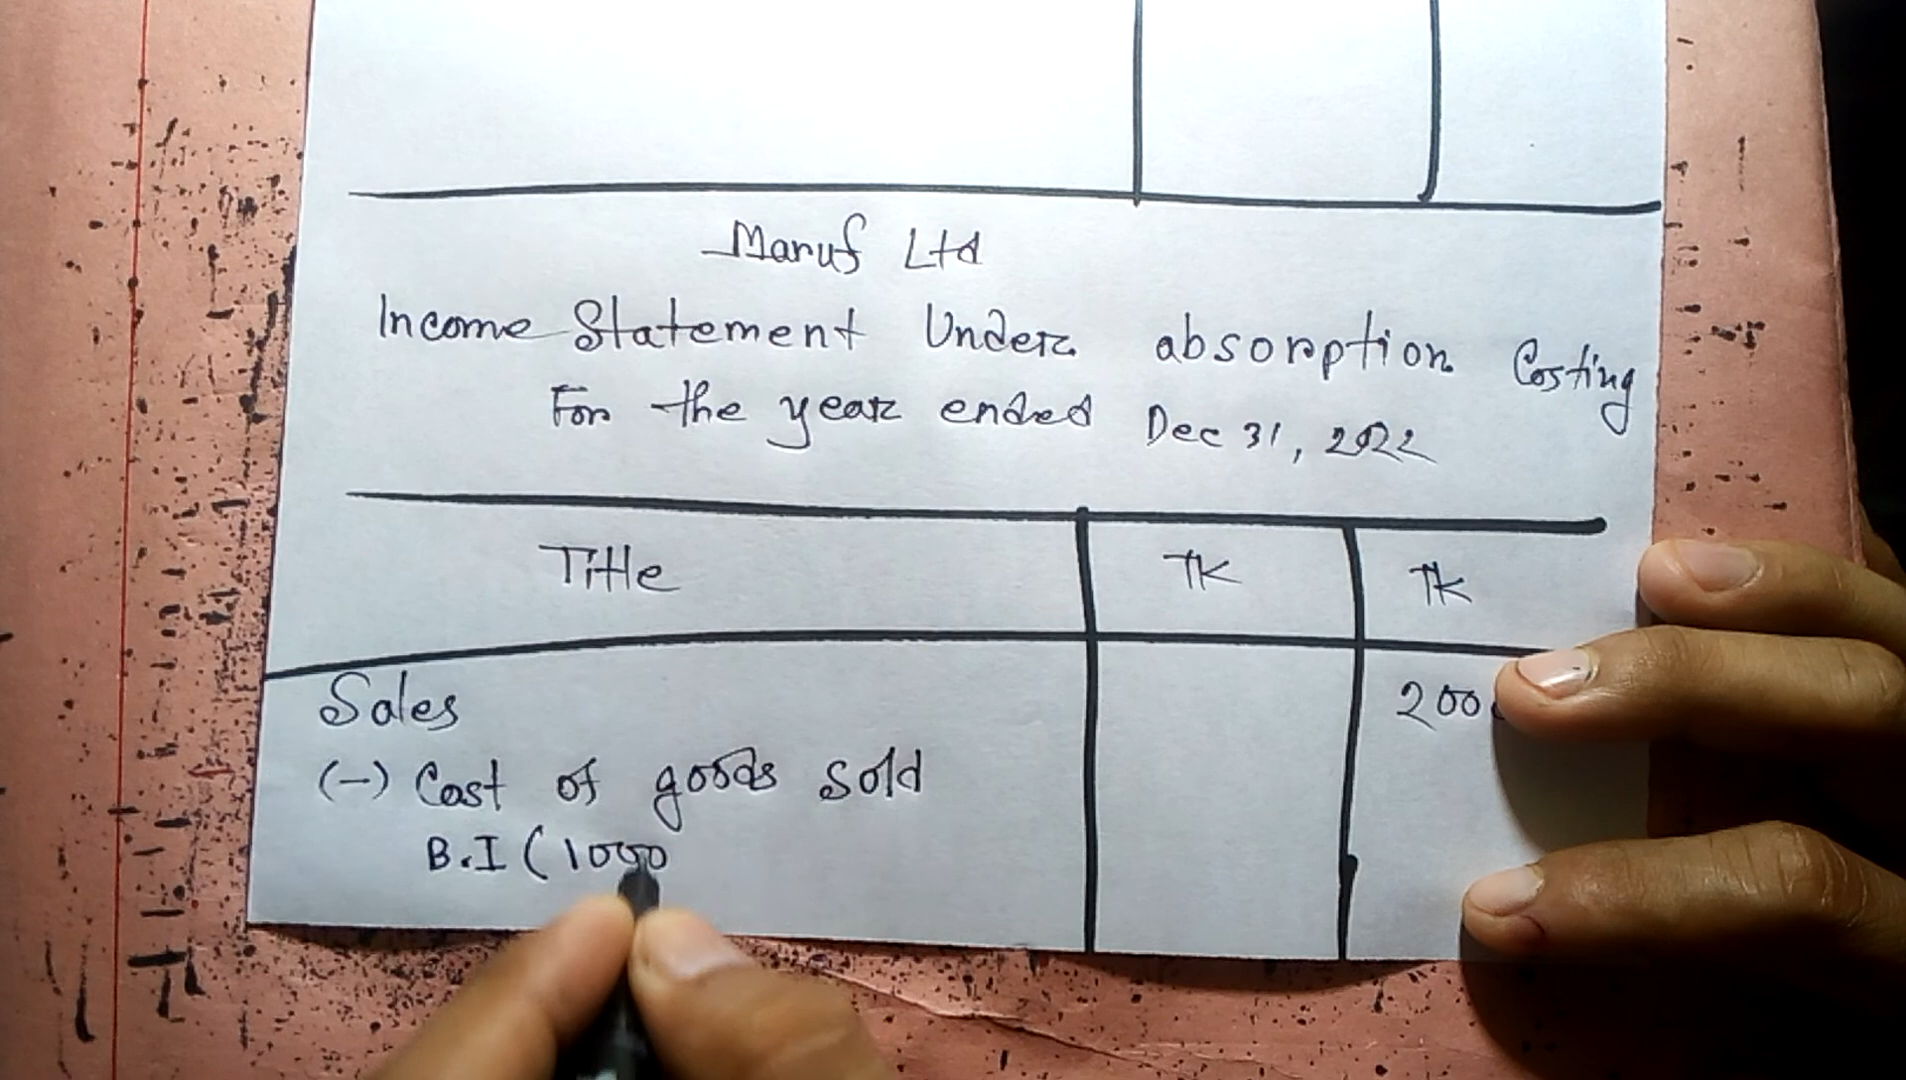 Maruf Ltd
Income Statement Under absorption Costing
For the year ended Dec 31, 2022
Title TK TK
Sales 200
(-) Cost of goods sold
B.I (1000